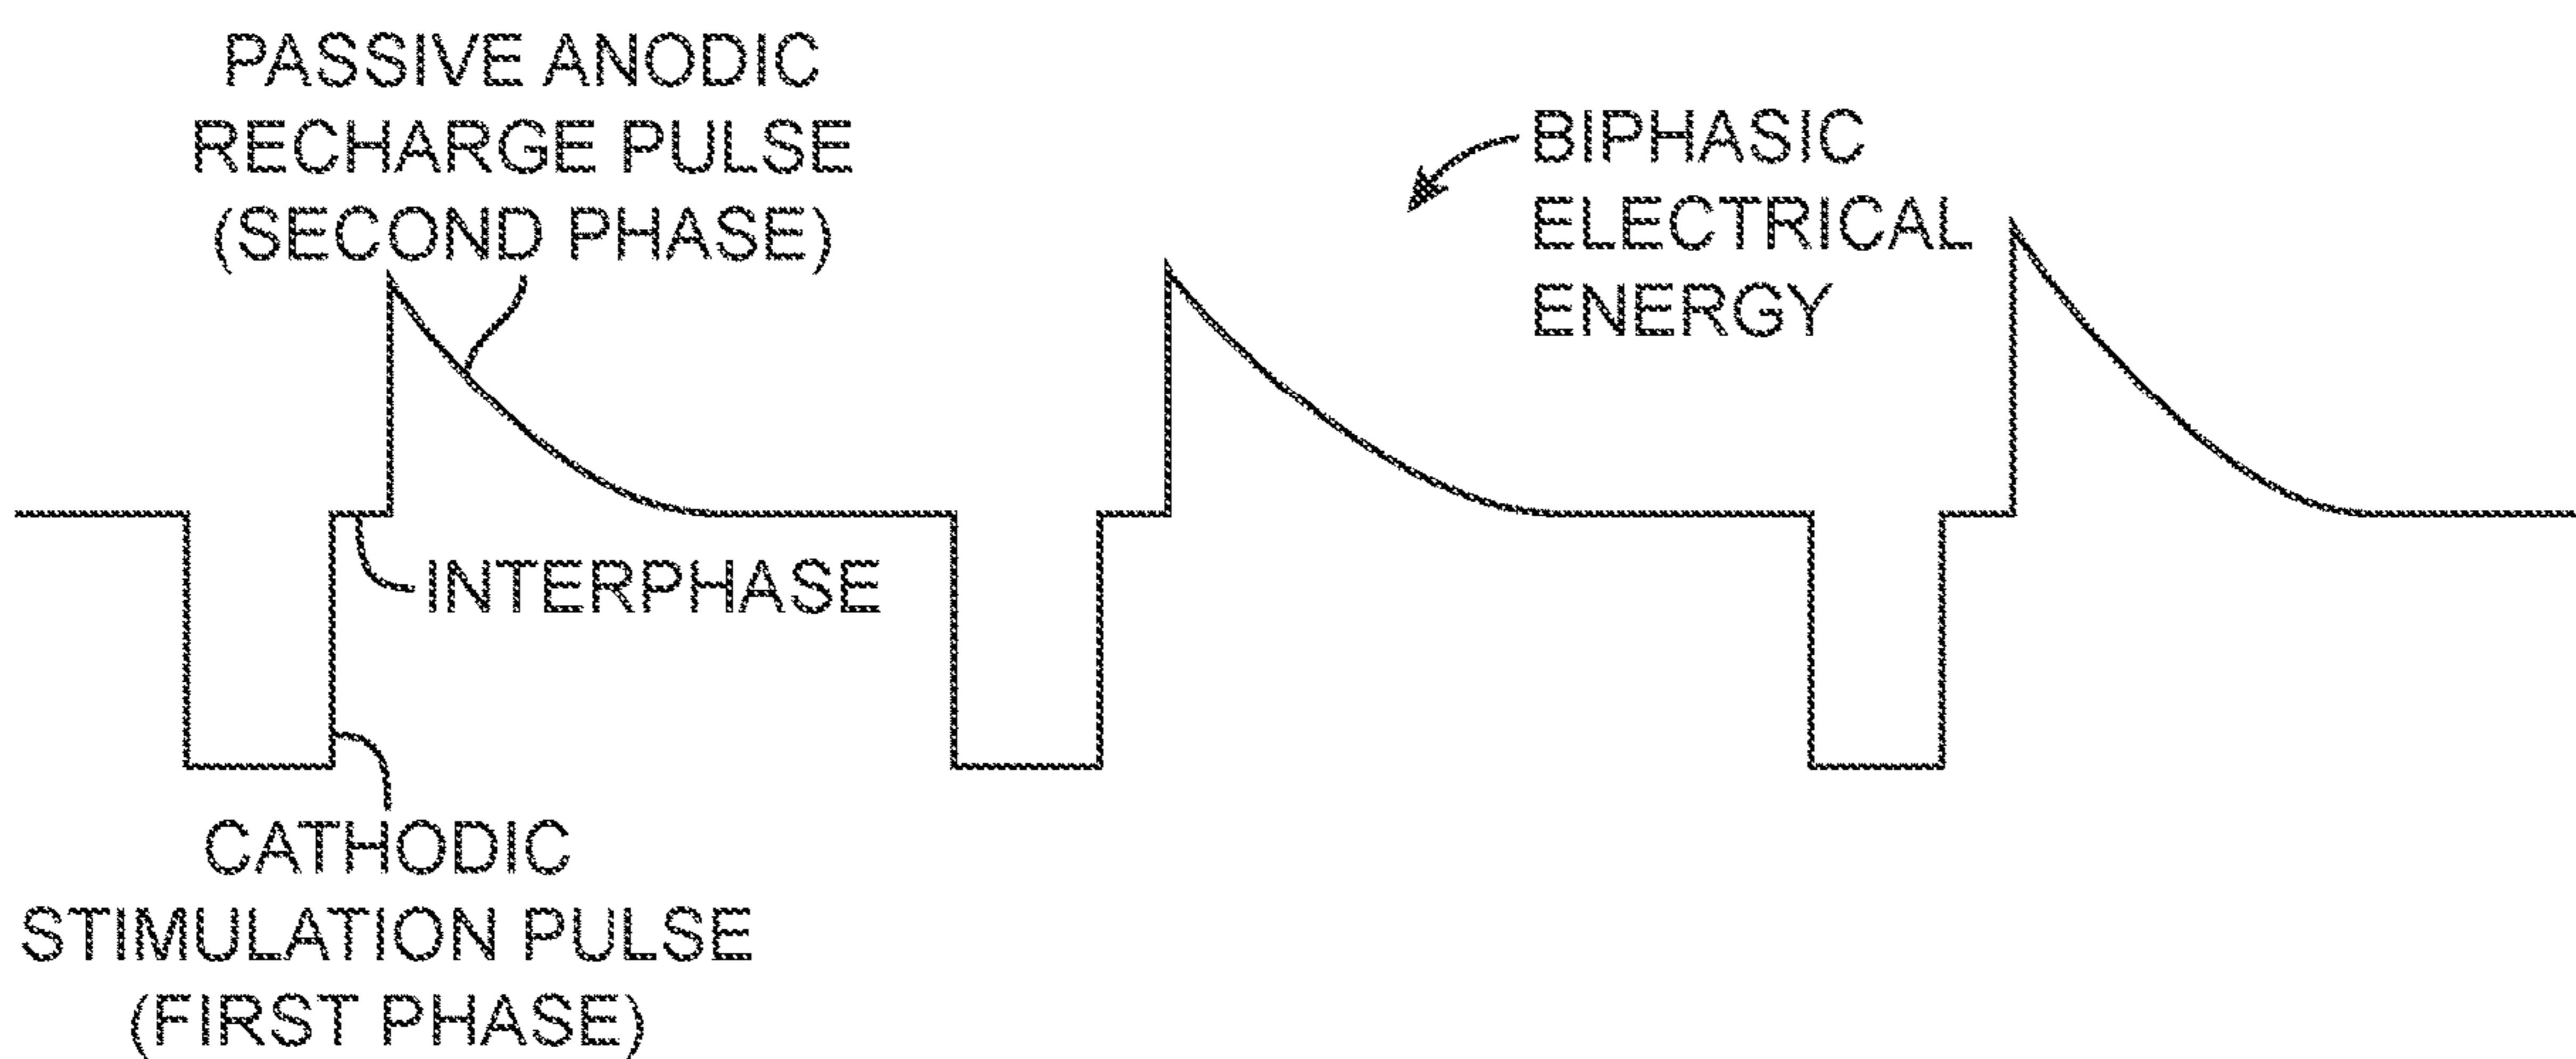 PASSIVE ANODIC
RECHARGE PULSE
(SECOND PHASE)
BIPHASIC
ELECTRICAL
ENERGY
INTERPHASE
CATHODIC
STIMULATION PULSE
(FIRST PHASE)